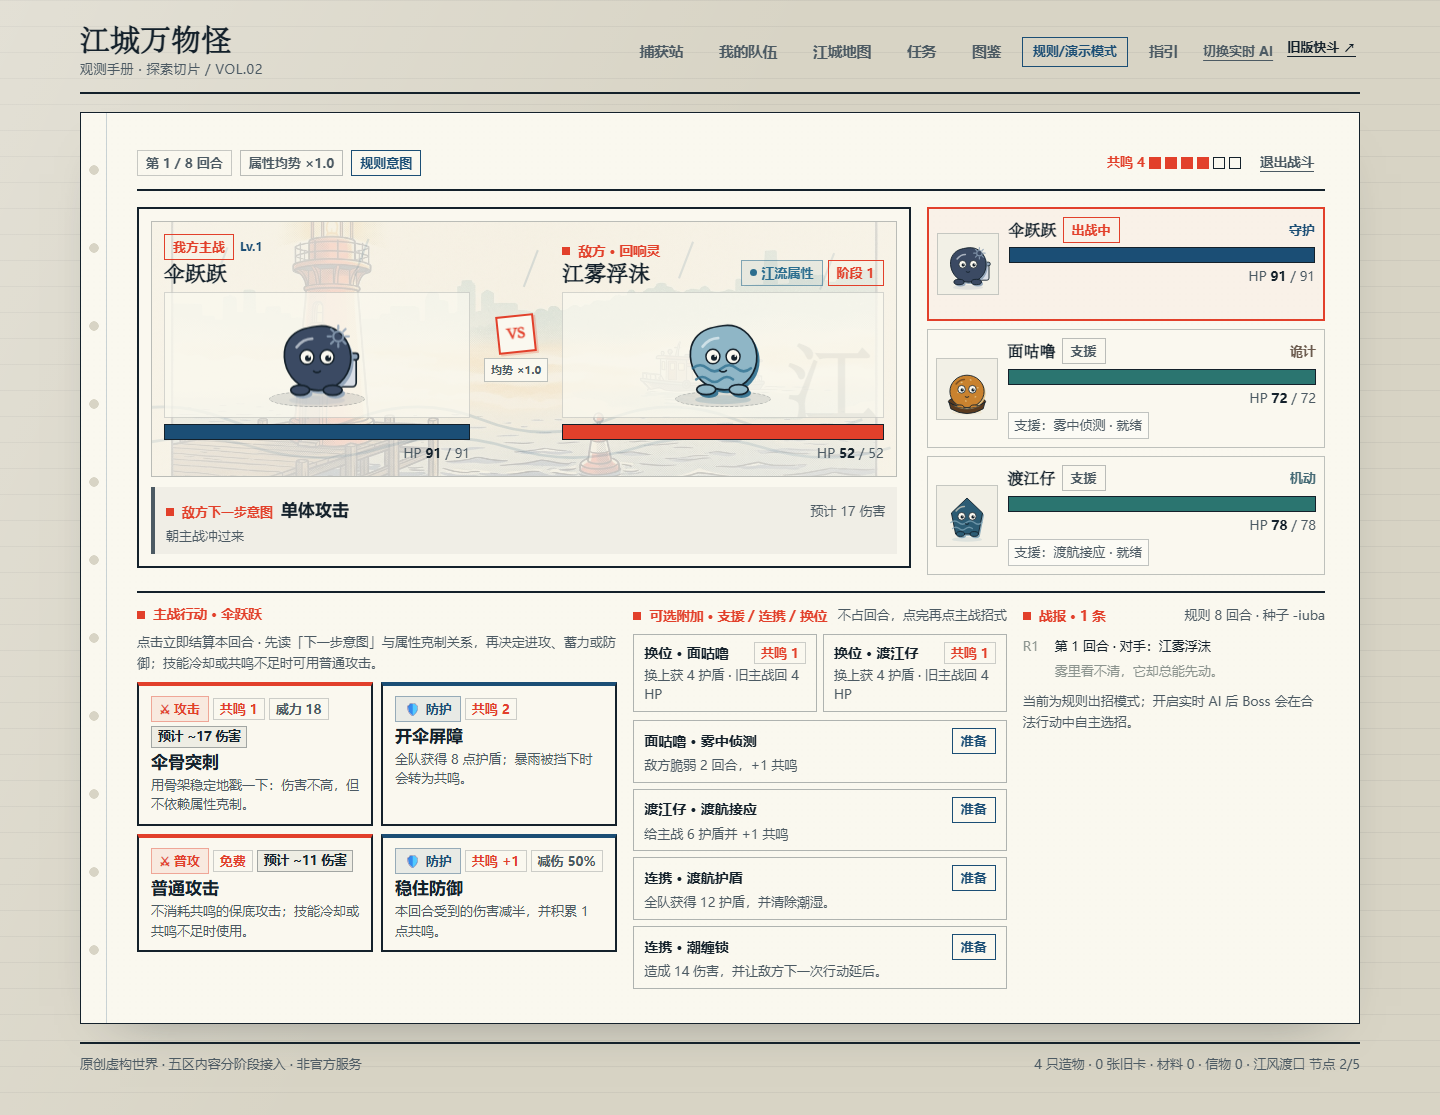 江城万物怪
观测手册 · 探索切片 / VOL.02
捕获站
我的队伍
江城地图
任务
图鉴
规则/演示模式
指引
切换实时 AI
旧版快斗 ↗
第 1 / 8 回合
属性均势 ×1.0
规则意图
共鸣 4
退出战斗
我方主战 Lv.1
伞跃跃
敌方 • 回响灵
江雾浮沫
江流属性
阶段 1
VS
均势 ×1.0
江
HP 91 / 91
HP 52 / 52
敌方下一步意图 单体攻击
预计 17 伤害
朝主战冲过来
伞跃跃 出战中 守护
HP 91 / 91
面咕噜 支援 诡计
HP 72 / 72
支援：雾中侦测 · 就绪
渡江仔 支援 机动
HP 78 / 78
支援：渡航接应 · 就绪
主战行动 • 伞跃跃
点击立即结算本回合 · 先读「下一步意图」与属性克制关系，再决定进攻、蓄力或防
御；技能冷却或共鸣不足时可用普通攻击。
攻击 共鸣 1 威力 18
预计 ~17 伤害
伞骨突刺
用骨架稳定地戳一下：伤害不高，但
不依赖属性克制。
防护 共鸣 2
开伞屏障
全队获得 8 点护盾；暴雨被挡下时
会转为共鸣。
普攻 免费 预计 ~11 伤害
普通攻击
不消耗共鸣的保底攻击；技能冷却或
共鸣不足时使用。
防护 共鸣 +1 减伤 50%
稳住防御
本回合受到的伤害减半，并积累 1
点共鸣。
可选附加 • 支援 / 连携 / 换位 不占回合，点完再点主战招式
换位 • 面咕噜 共鸣 1
换上获 4 护盾 · 旧主战回 4
HP
换位 • 渡江仔 共鸣 1
换上获 4 护盾 · 旧主战回 4
HP
面咕噜 • 雾中侦测 准备
敌方脆弱 2 回合，+1 共鸣
渡江仔 • 渡航接应 准备
给主战 6 护盾并 +1 共鸣
连携 • 渡航护盾 准备
全队获得 12 护盾，并清除潮湿。
连携 • 潮缠锁 准备
造成 14 伤害，并让敌方下一次行动延后。
战报 • 1 条 规则 8 回合 · 种子 -iuba
R1 第 1 回合 · 对手：江雾浮沫
雾里看不清，它却总能先动。
当前为规则出招模式；开启实时 AI 后 Boss 会在合
法行动中自主选招。
原创虚构世界 · 五区内容分阶段接入 · 非官方服务
4 只造物 · 0 张旧卡 · 材料 0 · 信物 0 · 江风渡口 节点 2/5